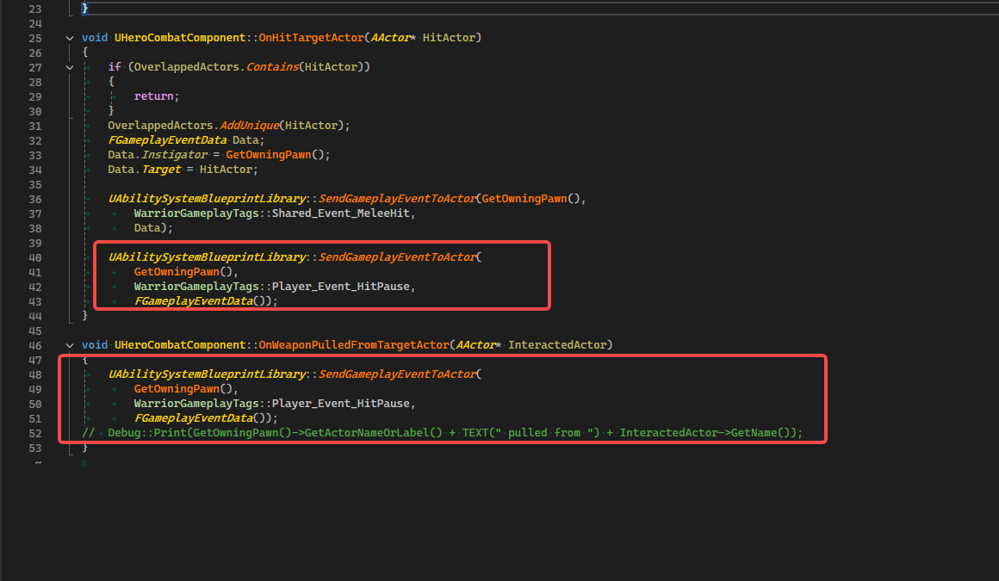 23 }
24
25 void UHeroCombatComponent::OnHitTargetActor(AActor* HitActor)
26 {
27 if (OverlappedActors.Contains(HitActor))
28 {
29 return;
30 }
31 OverlappedActors.AddUnique(HitActor);
32 FGameplayEventData Data;
33 Data.Instigator = GetOwningPawn();
34 Data.Target = HitActor;
35
36 UAbilitySystemBlueprintLibrary::SendGameplayEventToActor(GetOwningPawn(),
37 WarriorGameplayTags::Shared_Event_MeleeHit,
38 Data);
39
40 UAbilitySystemBlueprintLibrary::SendGameplayEventToActor(
41 GetOwningPawn(),
42 WarriorGameplayTags::Player_Event_HitPause,
43 FGameplayEventData());
44 }
45
46 void UHeroCombatComponent::OnWeaponPulledFromTargetActor(AActor* InteractedActor)
47 {
48 UAbilitySystemBlueprintLibrary::SendGameplayEventToActor(
49 GetOwningPawn(),
50 WarriorGameplayTags::Player_Event_HitPause,
51 FGameplayEventData());
52 // Debug::Print(GetOwningPawn()->GetActorNameOrLabel() + TEXT(" pulled from ") + InteractedActor->GetName());
53 }
~